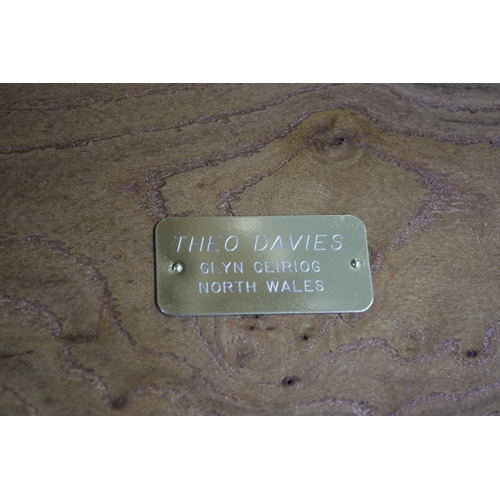 THEO DAVIES
GLYN CEIRIOG
NORTH WALES